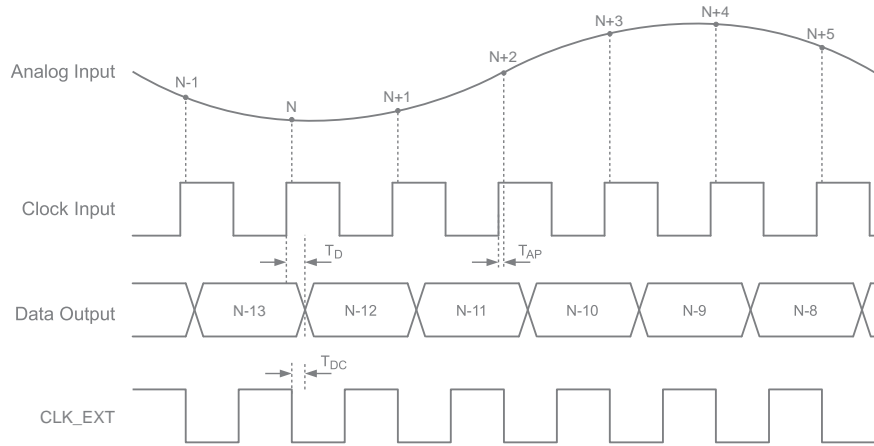 N+4
N+3
N+5
N+2
Analog Input
N-1
N
N+1
Clock Input
TD
TAP
Data Output
N-13
N-12
N-11
N-10
N-9
N-8
TDC
CLK_EXT